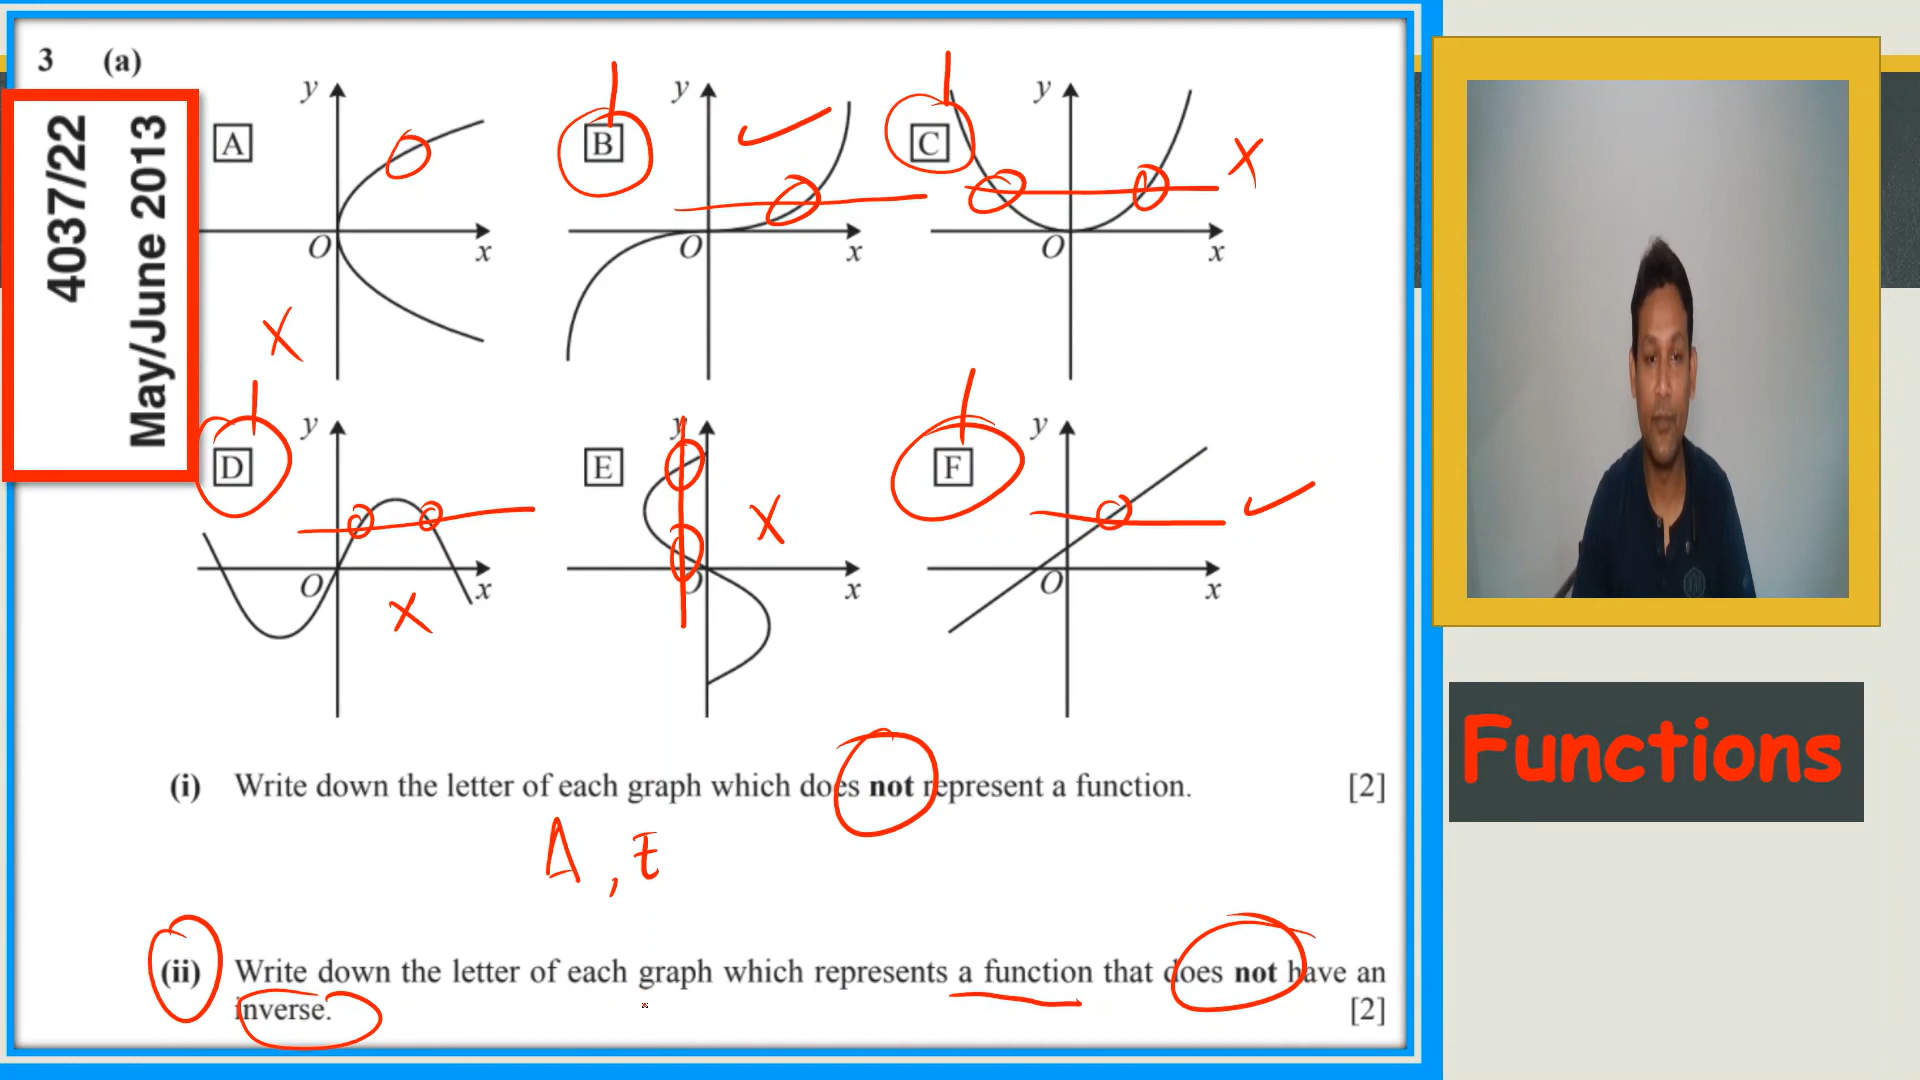 3 (a)
4037/22
May/June 2013
A
y
O
x
B
y
O
x
C
y
O
x
D
y
O
x
E
y
O
x
F
y
O
x
(i) Write down the letter of each graph which does not represent a function. [2]
A, E
(ii) Write down the letter of each graph which represents a function that does not have an
inverse. [2]
Functions